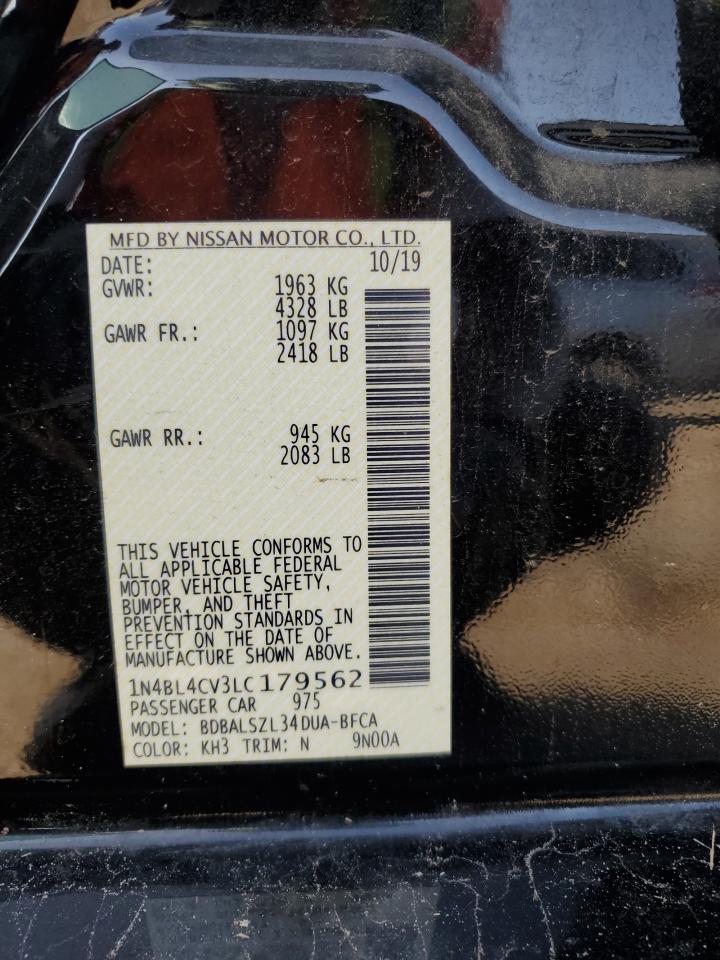 MFD BY NISSAN MOTOR CO., LTD.
DATE: 10/19
GVWR: 1963 KG
4328 LB
GAWR FR.: 1097 KG
2418 LB
GAWR RR.: 945 KG
2083 LB
THIS VEHICLE CONFORMS TO
ALL APPLICABLE FEDERAL
MOTOR VEHICLE SAFETY,
BUMPER, AND THEFT
PREVENTION STANDARDS IN
EFFECT ON THE DATE OF
MANUFACTURE SHOWN ABOVE.
1N4BL4CV3LC179562
PASSENGER CAR 975
MODEL: BDBALSZL34DUA-BFCA
COLOR: KH3 TRIM: N 9N00A